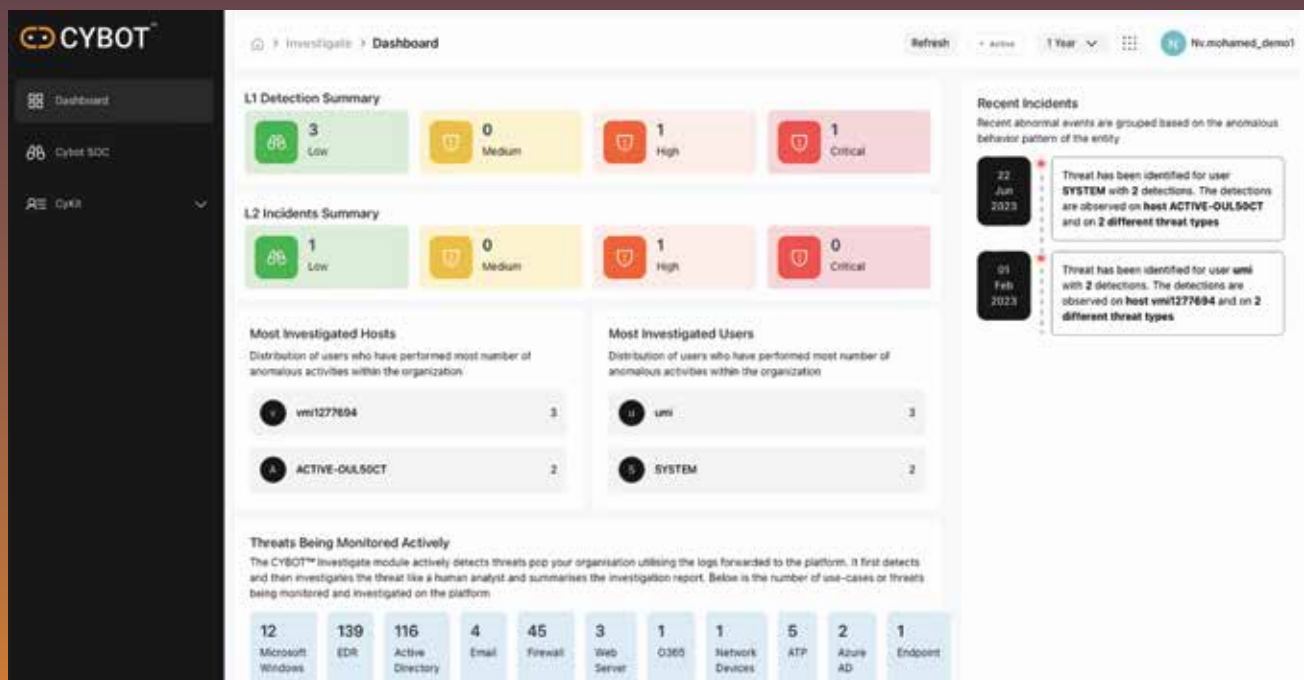 CYBOT™
Investigate > Dashboard
Refresh
Active
1 Year
N
Nv.mohamed_demo1
Dashboard
Cybot SOC
CyKit
L1 Detection Summary
3
Low
0
Medium
1
High
1
Critical
L2 Incidents Summary
1
Low
0
Medium
1
High
0
Critical
Most Investigated Hosts
Distribution of users who have performed most number of
anomalous activities within the organization
v vmi1277694 3
A ACTIVE-OUL50CT 2
Most Investigated Users
Distribution of users who have performed most number of
anomalous activities within the organization
u umi 3
S SYSTEM 2
Threats Being Monitored Actively
The CYBOT™ Investigate module actively detects threats pop your organisation utilising the logs forwarded to the platform. It first detects
and then investigates the threat like a human analyst and summarises the investigation report. Below is the number of use-cases or threats
being monitored and investigated on the platform
12
Microsoft
Windows
139
EDR
116
Active
Directory
4
Email
45
Firewall
3
Web
Server
1
O365
1
Network
Devices
5
ATP
2
Azure
AD
1
Endpoint
Recent Incidents
Recent abnormal events are grouped based on the anomalous
behavior pattern of the entity
22
Jun
2023
Threat has been identified for user
SYSTEM with 2 detections. The detections
are observed on host ACTIVE-OUL50CT
and on 2 different threat types
01
Feb
2023
Threat has been identified for user umi
with 2 detections. The detections are
observed on host vmi1277694 and on 2
different threat types